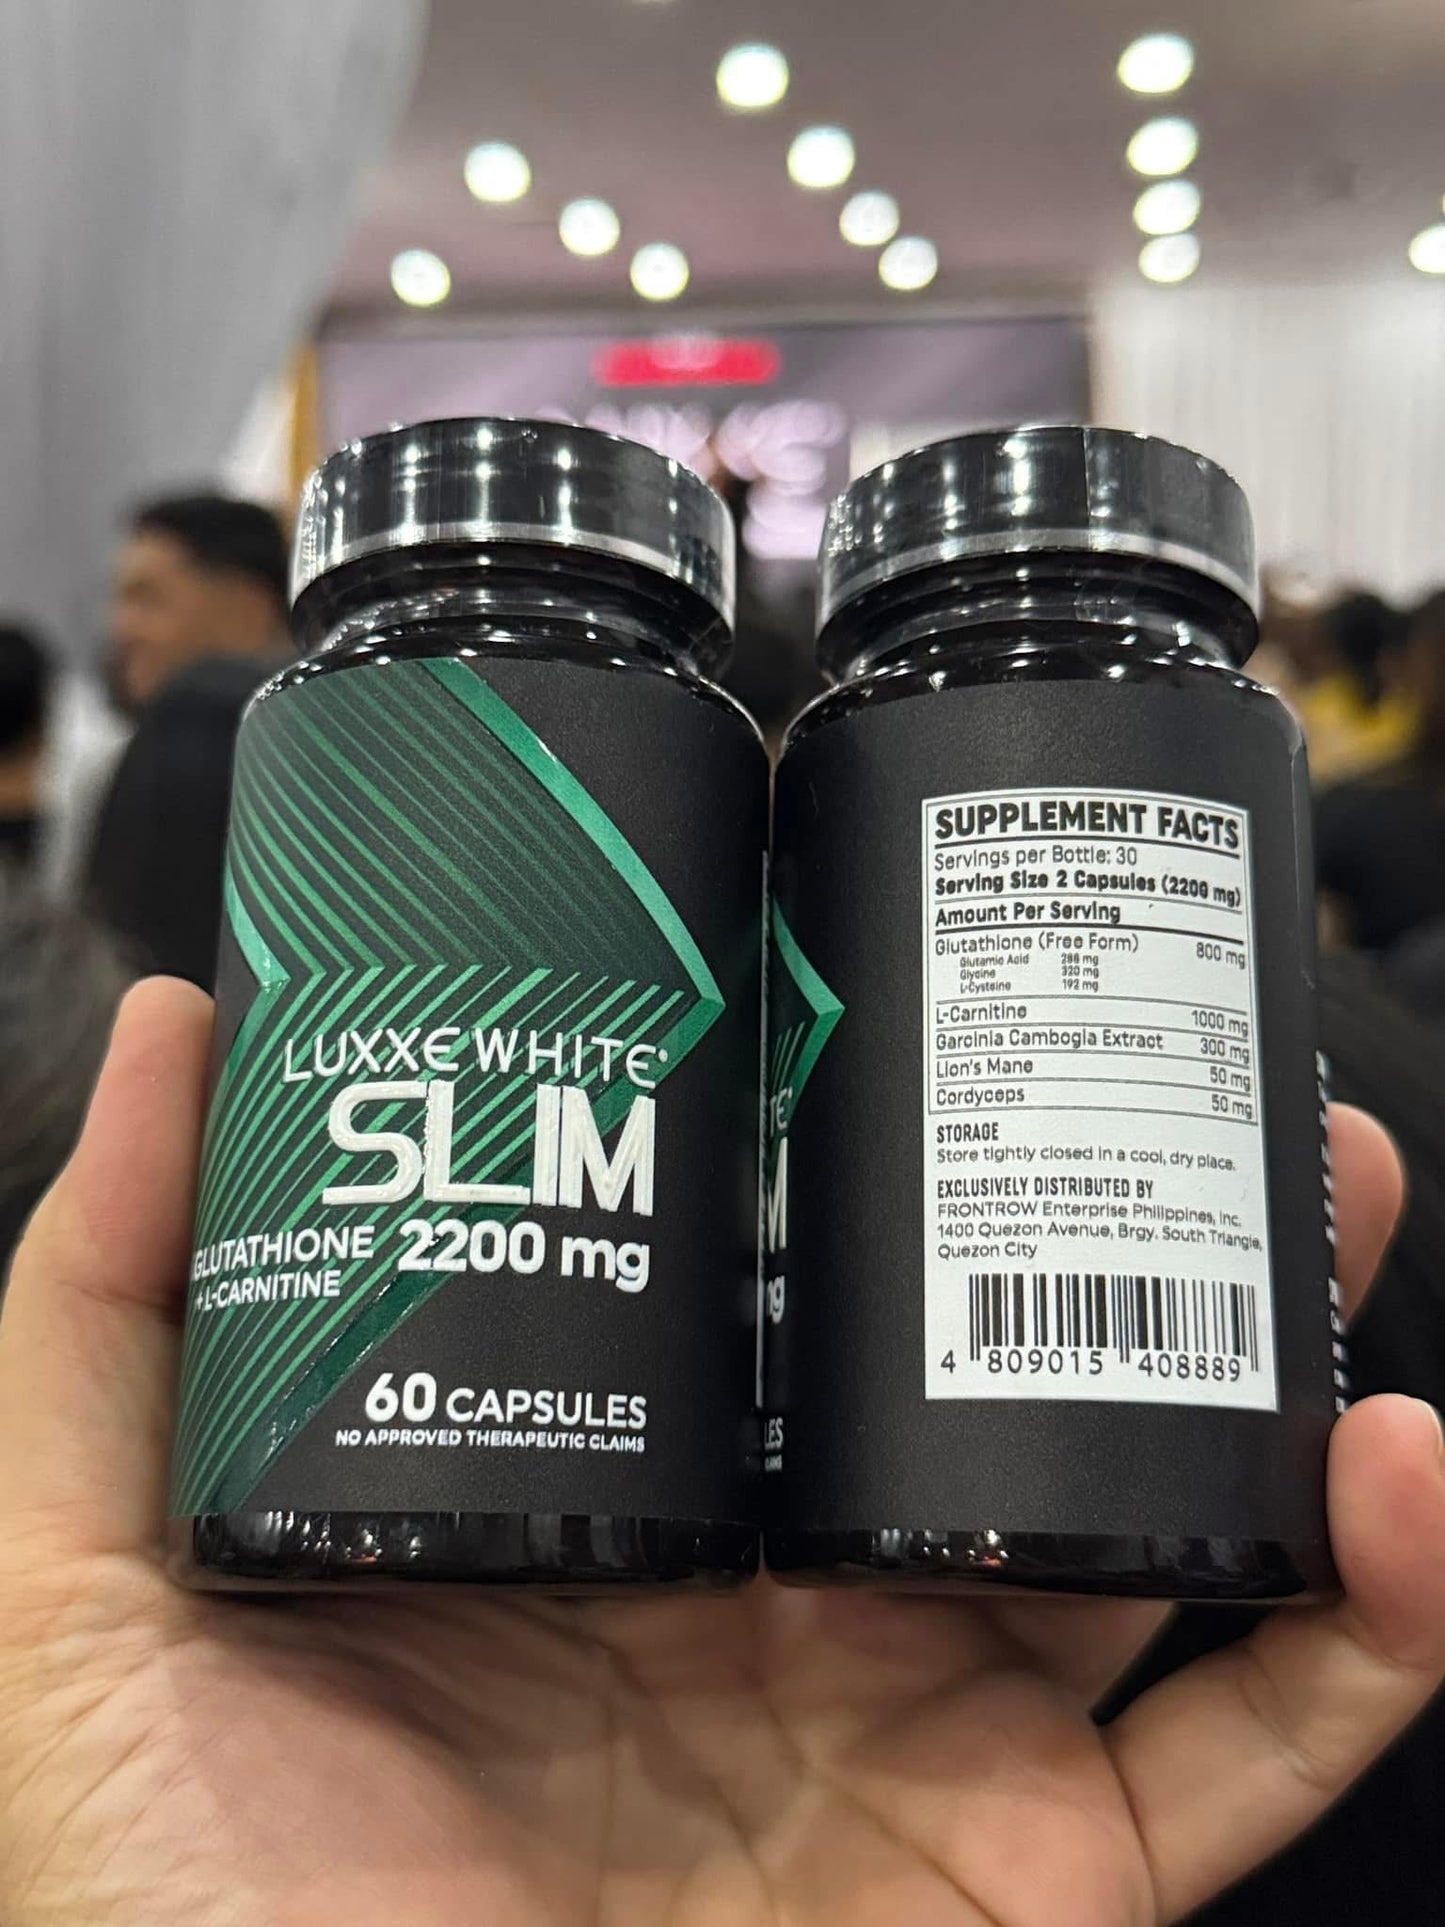 LUXXE WHITE®
SLIM
GLUTATHIONE
+ L-CARNITINE
2200 mg
60 CAPSULES
NO APPROVED THERAPEUTIC CLAIMS
SUPPLEMENT FACTS
Servings per Bottle: 30
Serving Size 2 Capsules (2200 mg)
Amount Per Serving
Glutathione (Free Form) 800 mg
Glutamic Acid 288 mg
Glycine 320 mg
L-Cysteine 192 mg
L-Carnitine 1000 mg
Garcinia Cambogia Extract 300 mg
Lion's Mane 50 mg
Cordyceps 50 mg
STORAGE
Store tightly closed in a cool, dry place.
EXCLUSIVELY DISTRIBUTED BY
FRONTROW Enterprise Philippines, Inc.
1400 Quezon Avenue, Brgy. South Triangle,
Quezon City
4 809015 408889